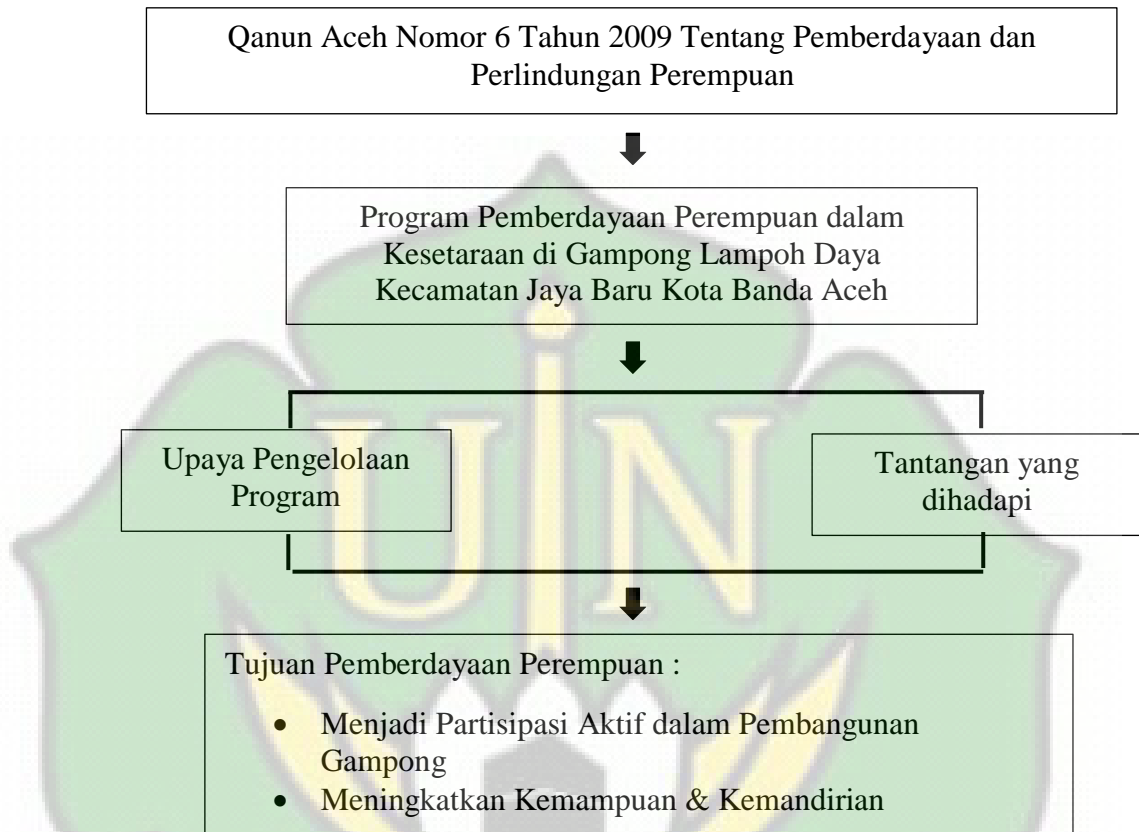 Qanun Aceh Nomor 6 Tahun 2009 Tentang Pemberdayaan dan
Perlindungan Perempuan
Program Pemberdayaan Perempuan dalam
Kesetaraan di Gampong Lampoh Daya
Kecamatan Jaya Baru Kota Banda Aceh
Upaya Pengelolaan
Program
Tantangan yang
dihadapi
UIN
Tujuan Pemberdayaan Perempuan :
• Menjadi Partisipasi Aktif dalam Pembangunan
Gampong
• Meningkatkan Kemampuan & Kemandirian